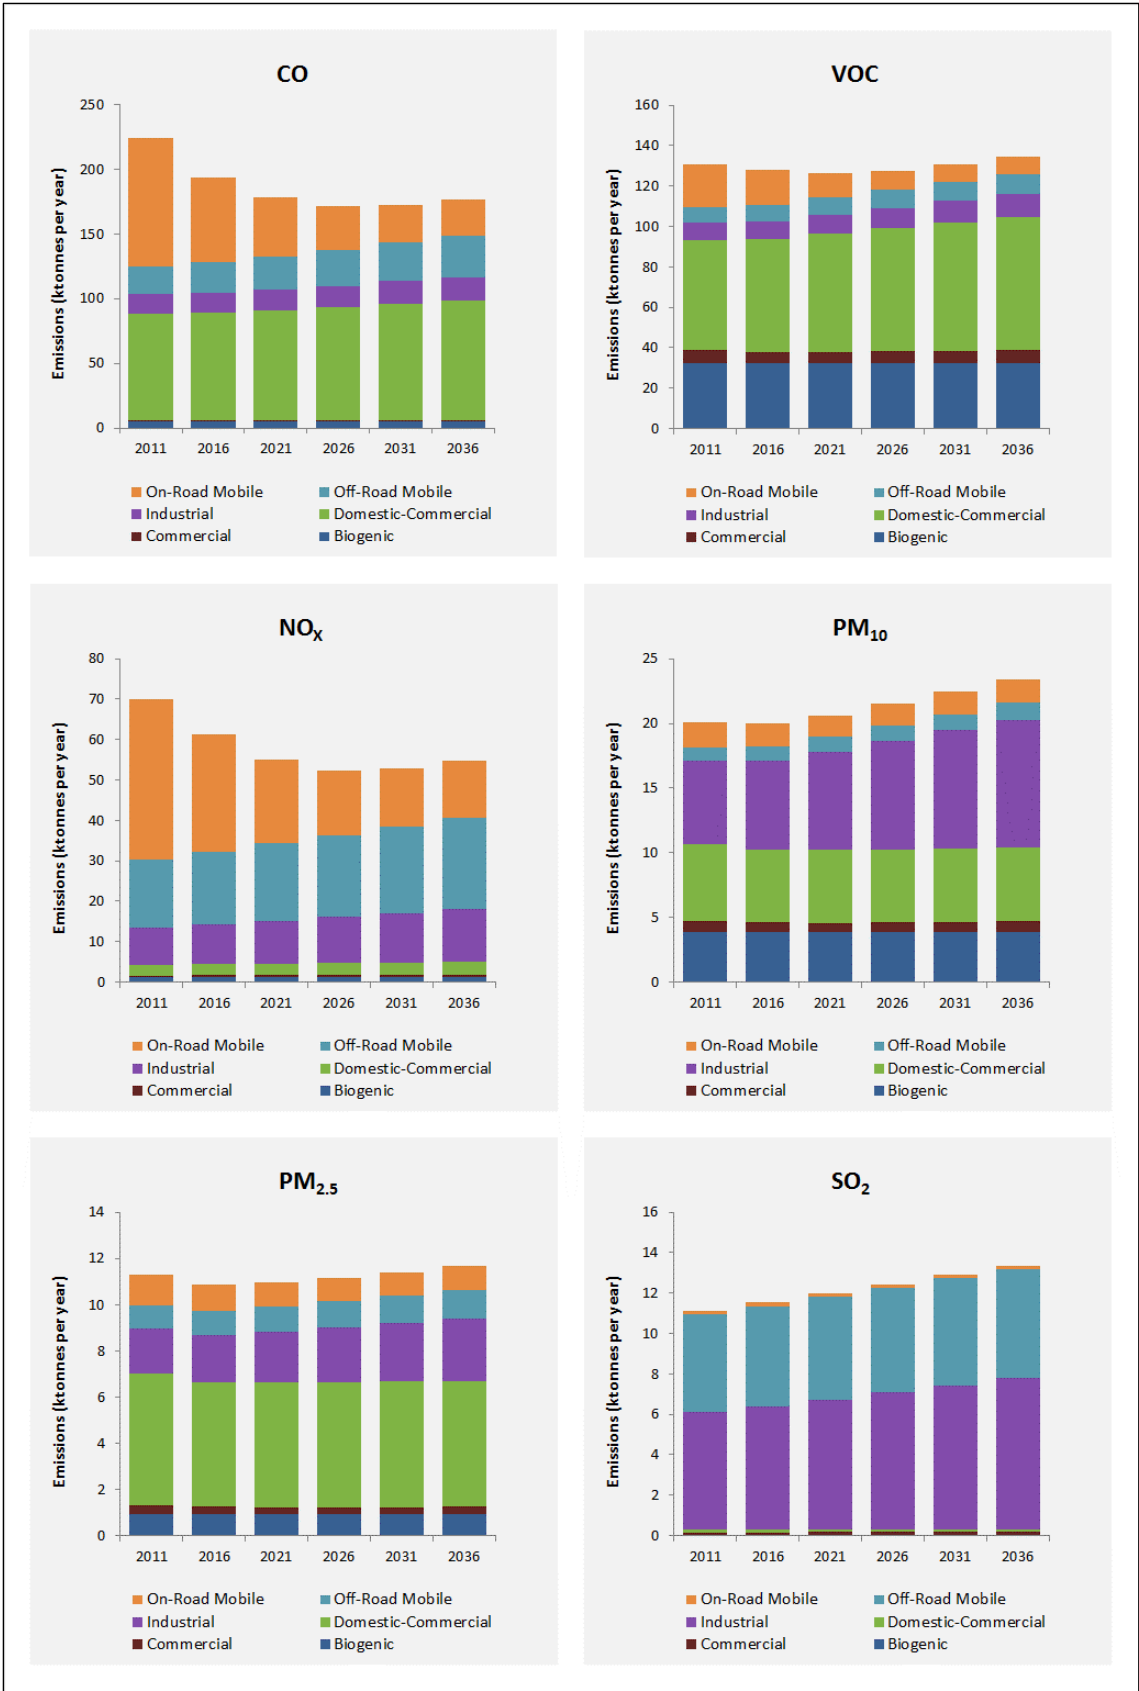 CO
Emissions (ktonnes per year)
250
200
150
100
50
0
2011 2016 2021 2026 2031 2036
On-Road Mobile Off-Road Mobile
Industrial Domestic-Commercial
Commercial Biogenic
VOC
Emissions (ktonnes per year)
160
140
120
100
80
60
40
20
0
2011 2016 2021 2026 2031 2036
On-Road Mobile Off-Road Mobile
Industrial Domestic-Commercial
Commercial Biogenic
NOX
Emissions (ktonnes per year)
80
70
60
50
40
30
20
10
0
2011 2016 2021 2026 2031 2036
On-Road Mobile Off-Road Mobile
Industrial Domestic-Commercial
Commercial Biogenic
PM10
Emissions (ktonnes per year)
25
20
15
10
5
0
2011 2016 2021 2026 2031 2036
On-Road Mobile Off-Road Mobile
Industrial Domestic-Commercial
Commercial Biogenic
PM2.5
Emissions (ktonnes per year)
14
12
10
8
6
4
2
0
2011 2016 2021 2026 2031 2036
On-Road Mobile Off-Road Mobile
Industrial Domestic-Commercial
Commercial Biogenic
SO2
Emissions (ktonnes per year)
16
14
12
10
8
6
4
2
0
2011 2016 2021 2026 2031 2036
On-Road Mobile Off-Road Mobile
Industrial Domestic-Commercial
Commercial Biogenic